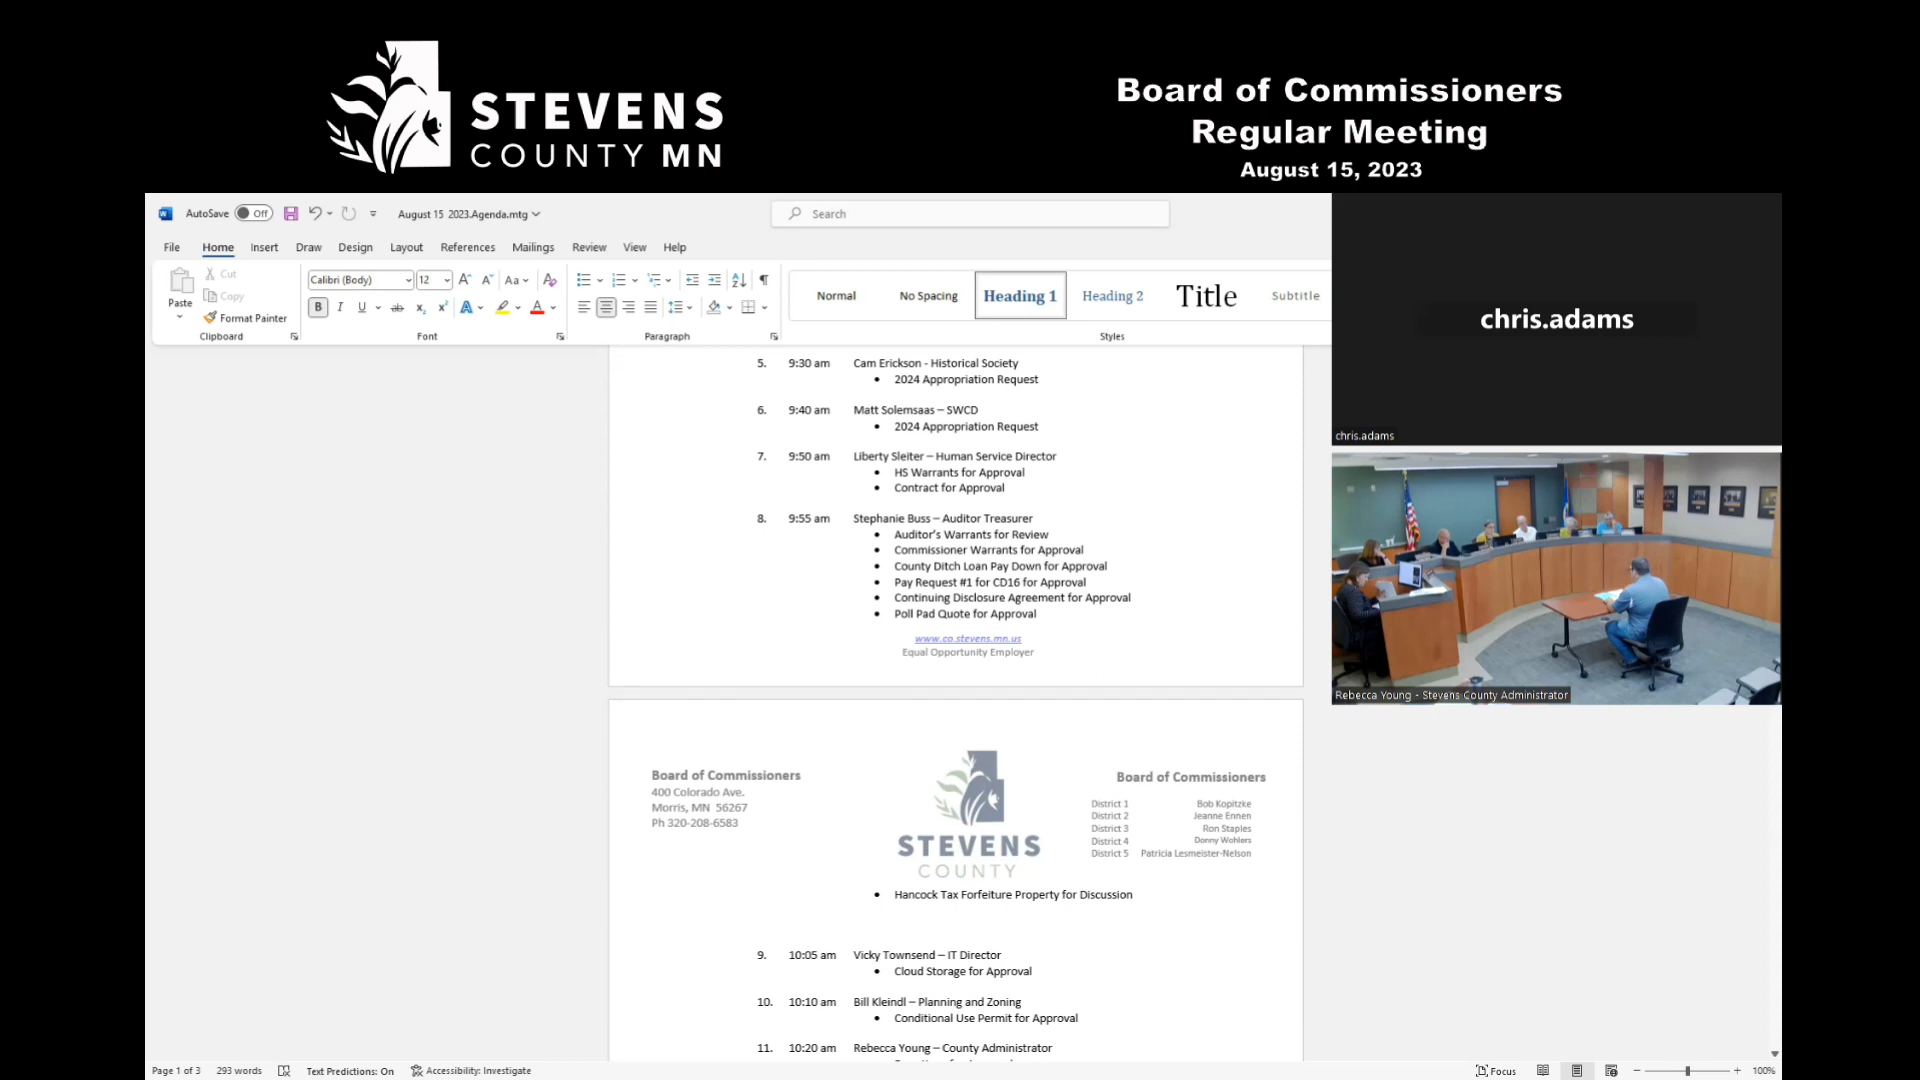 STEVENS
COUNTY MN
Board of Commissioners
Regular Meeting
August 15, 2023
AutoSave Off
August 15 2023.Agenda.mtg
Search
File Home Insert Draw Design Layout References Mailings Review View Help
Paste
Cut
Copy
Format Painter
Clipboard
Calibri (Body) 12
Font
Paragraph
Normal No Spacing Heading 1 Heading 2 Title Subtitle
Styles
5. 9:30 am Cam Erickson - Historical Society
• 2024 Appropriation Request
6. 9:40 am Matt Solemsaas – SWCD
• 2024 Appropriation Request
7. 9:50 am Liberty Sleiter – Human Service Director
• HS Warrants for Approval
• Contract for Approval
8. 9:55 am Stephanie Buss – Auditor Treasurer
• Auditor's Warrants for Review
• Commissioner Warrants for Approval
• County Ditch Loan Pay Down for Approval
• Pay Request #1 for CD16 for Approval
• Continuing Disclosure Agreement for Approval
• Poll Pad Quote for Approval
www.co.stevens.mn.us
Equal Opportunity Employer
Board of Commissioners
400 Colorado Ave.
Morris, MN 56267
Ph 320-208-6583
STEVENS
COUNTY
Board of Commissioners
District 1 Bob Kopitzke
District 2 Jeanne Ennen
District 3 Ron Staples
District 4 Donny Wohlers
District 5 Patricia Lesmeister-Nelson
• Hancock Tax Forfeiture Property for Discussion
9. 10:05 am Vicky Townsend – IT Director
• Cloud Storage for Approval
10. 10:10 am Bill Kleindl – Planning and Zoning
• Conditional Use Permit for Approval
11. 10:20 am Rebecca Young – County Administrator
chris.adams
chris.adams
Rebecca Young - Stevens County Administrator
Page 1 of 3 293 words Text Predictions: On Accessibility: Investigate
Focus 100%